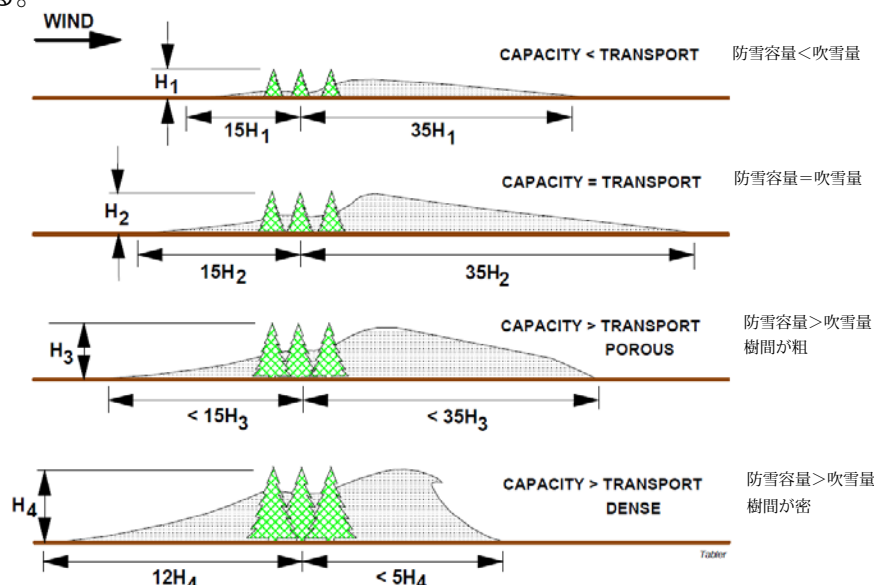 る。
WIND
H1
CAPACITY < TRANSPORT
防雪容量＜吹雪量
15H1
35H1
H2
CAPACITY = TRANSPORT
防雪容量＝吹雪量
15H2
35H2
H3
CAPACITY > TRANSPORT
POROUS
防雪容量＞吹雪量
樹間が粗
< 15H3
< 35H3
H4
CAPACITY > TRANSPORT
DENSE
防雪容量＞吹雪量
樹間が密
Tabler
12H4
< 5H4